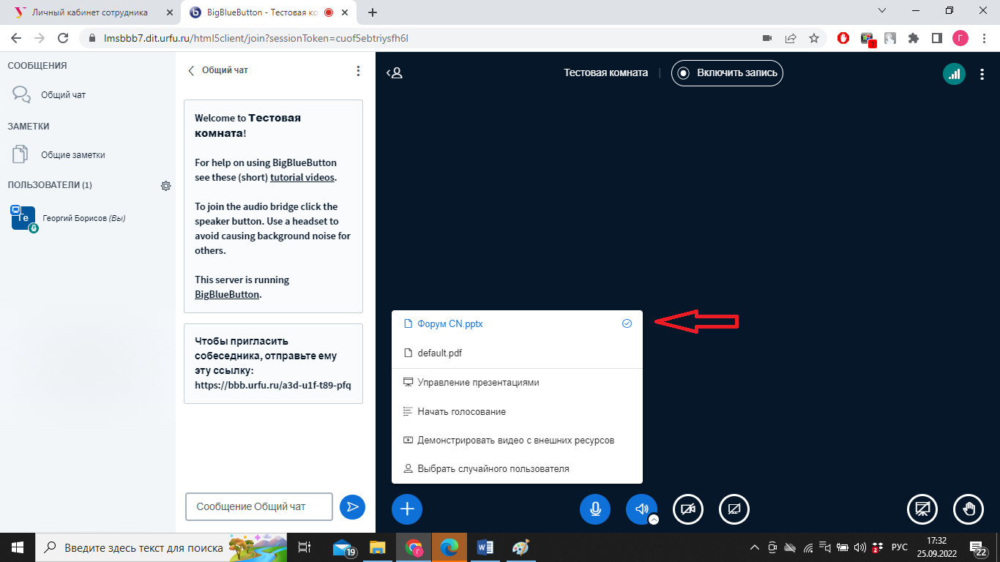 Личный кабинет сотрудника
BigBlueButton - Тестовая ко
lmsbbb7.dit.urfu.ru/html5client/join?sessionToken=cuof5ebtriysfh6l
?
Г
СООБЩЕНИЯ
Общий чат
ЗАМЕТКИ
Общие заметки
ПОЛЬЗОВАТЕЛИ (1)
Те
Георгий Борисов (Вы)
Общий чат
Welcome to Тестовая
комната!
For help on using BigBlueButton
see these (short) tutorial videos.
To join the audio bridge click the
speaker button. Use a headset to
avoid causing background noise for
others.
This server is running
BigBlueButton.
Чтобы пригласить
собеседника, отправьте ему
эту ссылку:
https://bbb.urfu.ru/a3d-u1f-t89-pfq
Сообщение Общий чат
Тестовая комната
Включить запись
Форум CN.pptx
default.pdf
Управление презентациями
Начать голосование
Демонстрировать видео с внешних ресурсов
Выбрать случайного пользователя
Введите здесь текст для поиска
19
Г
2
РУС
17:32
25.09.2022
22